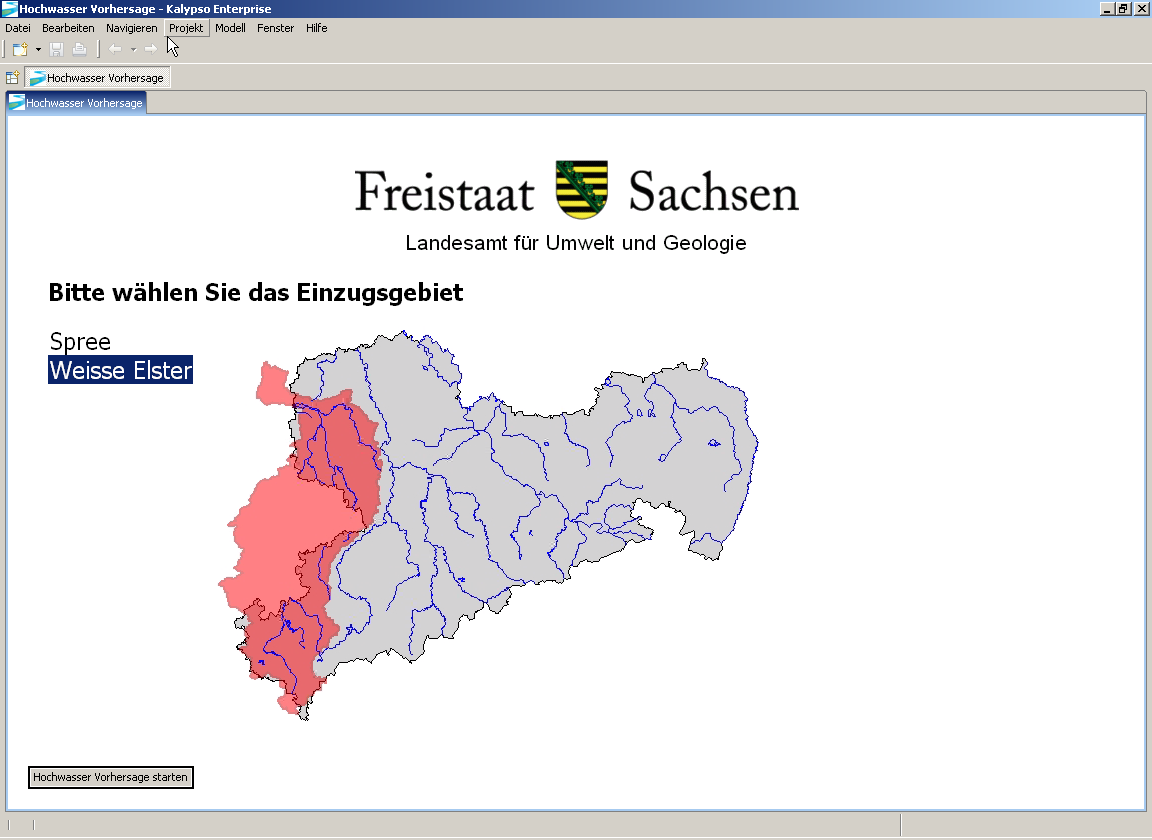 Hochwasser Vorhersage - Kalypso Enterprise
Datei Bearbeiten Navigieren Projekt Modell Fenster Hilfe
Hochwasser Vorhersage
Hochwasser Vorhersage
Freistaat Sachsen
Landesamt für Umwelt und Geologie
Bitte wählen Sie das Einzugsgebiet
Spree
Weisse Elster
Hochwasser Vorhersage starten